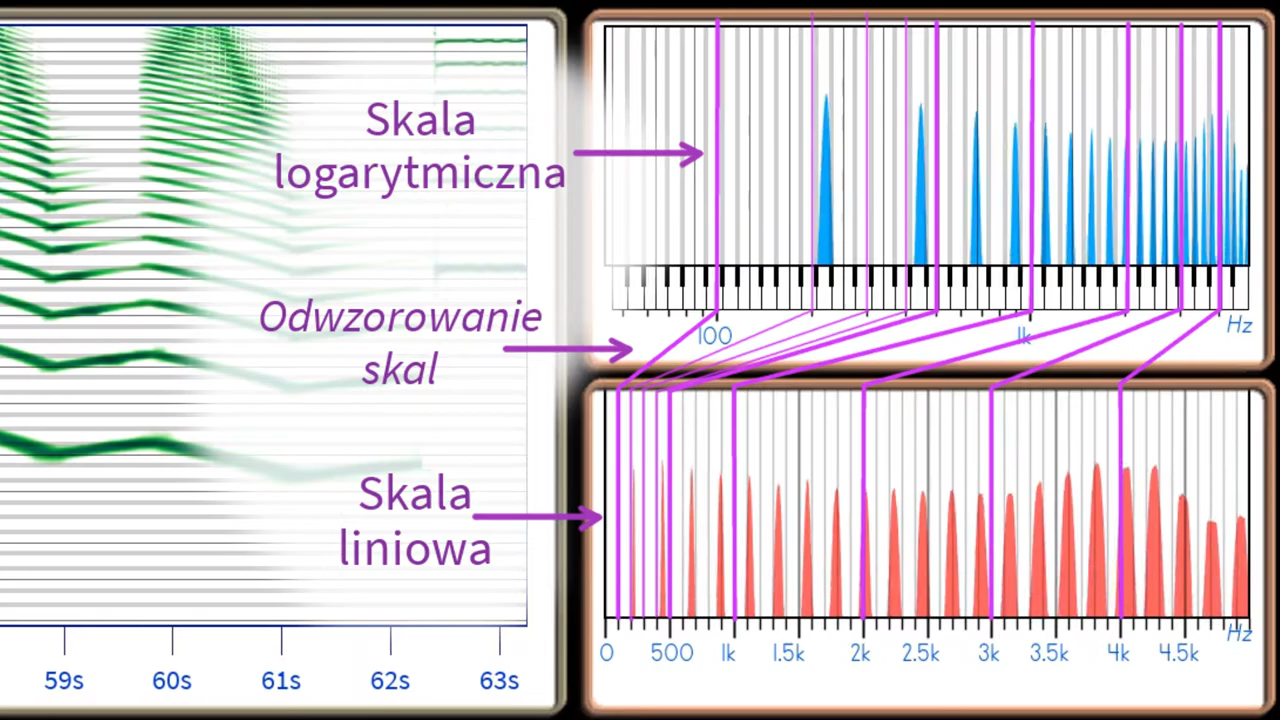 Skala
logarytmiczna
Odwzorowanie
skal
Skala
liniowa
59s 60s 61s 62s 63s
100 1k Hz
Hz
0 500 1k 1.5k 2k 2.5k 3k 3.5k 4k 4.5k